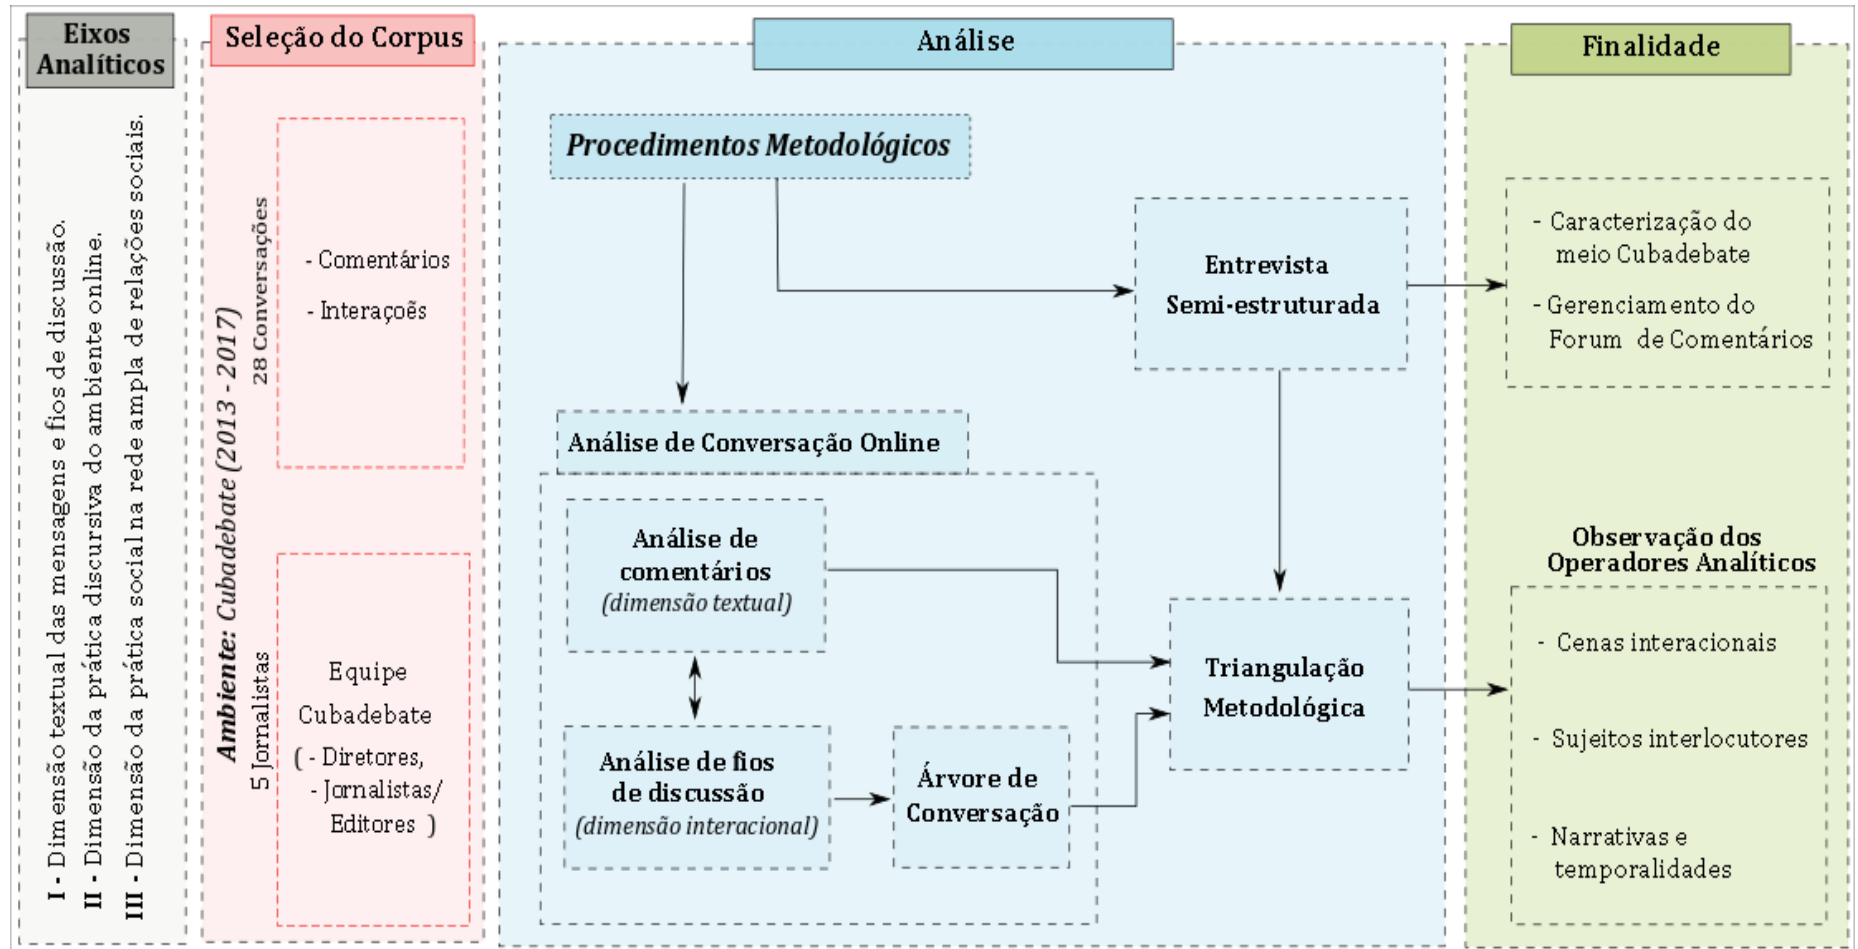 Eixos
Analíticos
I - Dimensão textual das mensagens e fios de discussão.
II - Dimensão da prática discursiva do ambiente online.
III - Dimensão da prática social na rede ampla de relações sociais.
Seleção do Corpus
Ambiente: Cubadebate (2013 - 2017)
28 Conversações
- Comentários
- Interaçoẽs
5 Jornalistas
Equipe
Cubadebate
( - Diretores,
- Jornalistas/
Editores )
Análise
Procedimentos Metodológicos
Entrevista
Semi-estruturada
Análise de Conversação Online
Análise de
comentários
(dimensão textual)
Análise de fios
de discussão
(dimensão interacional)
Árvore de
Conversação
Triangulação
Metodológica
Finalidade
- Caracterização do
meio Cubadebate
- Gerenciamento do
Forum de Comentários
Observação dos
Operadores Analíticos
- Cenas interacionais
- Sujeitos interlocutores
- Narrativas e
temporalidades